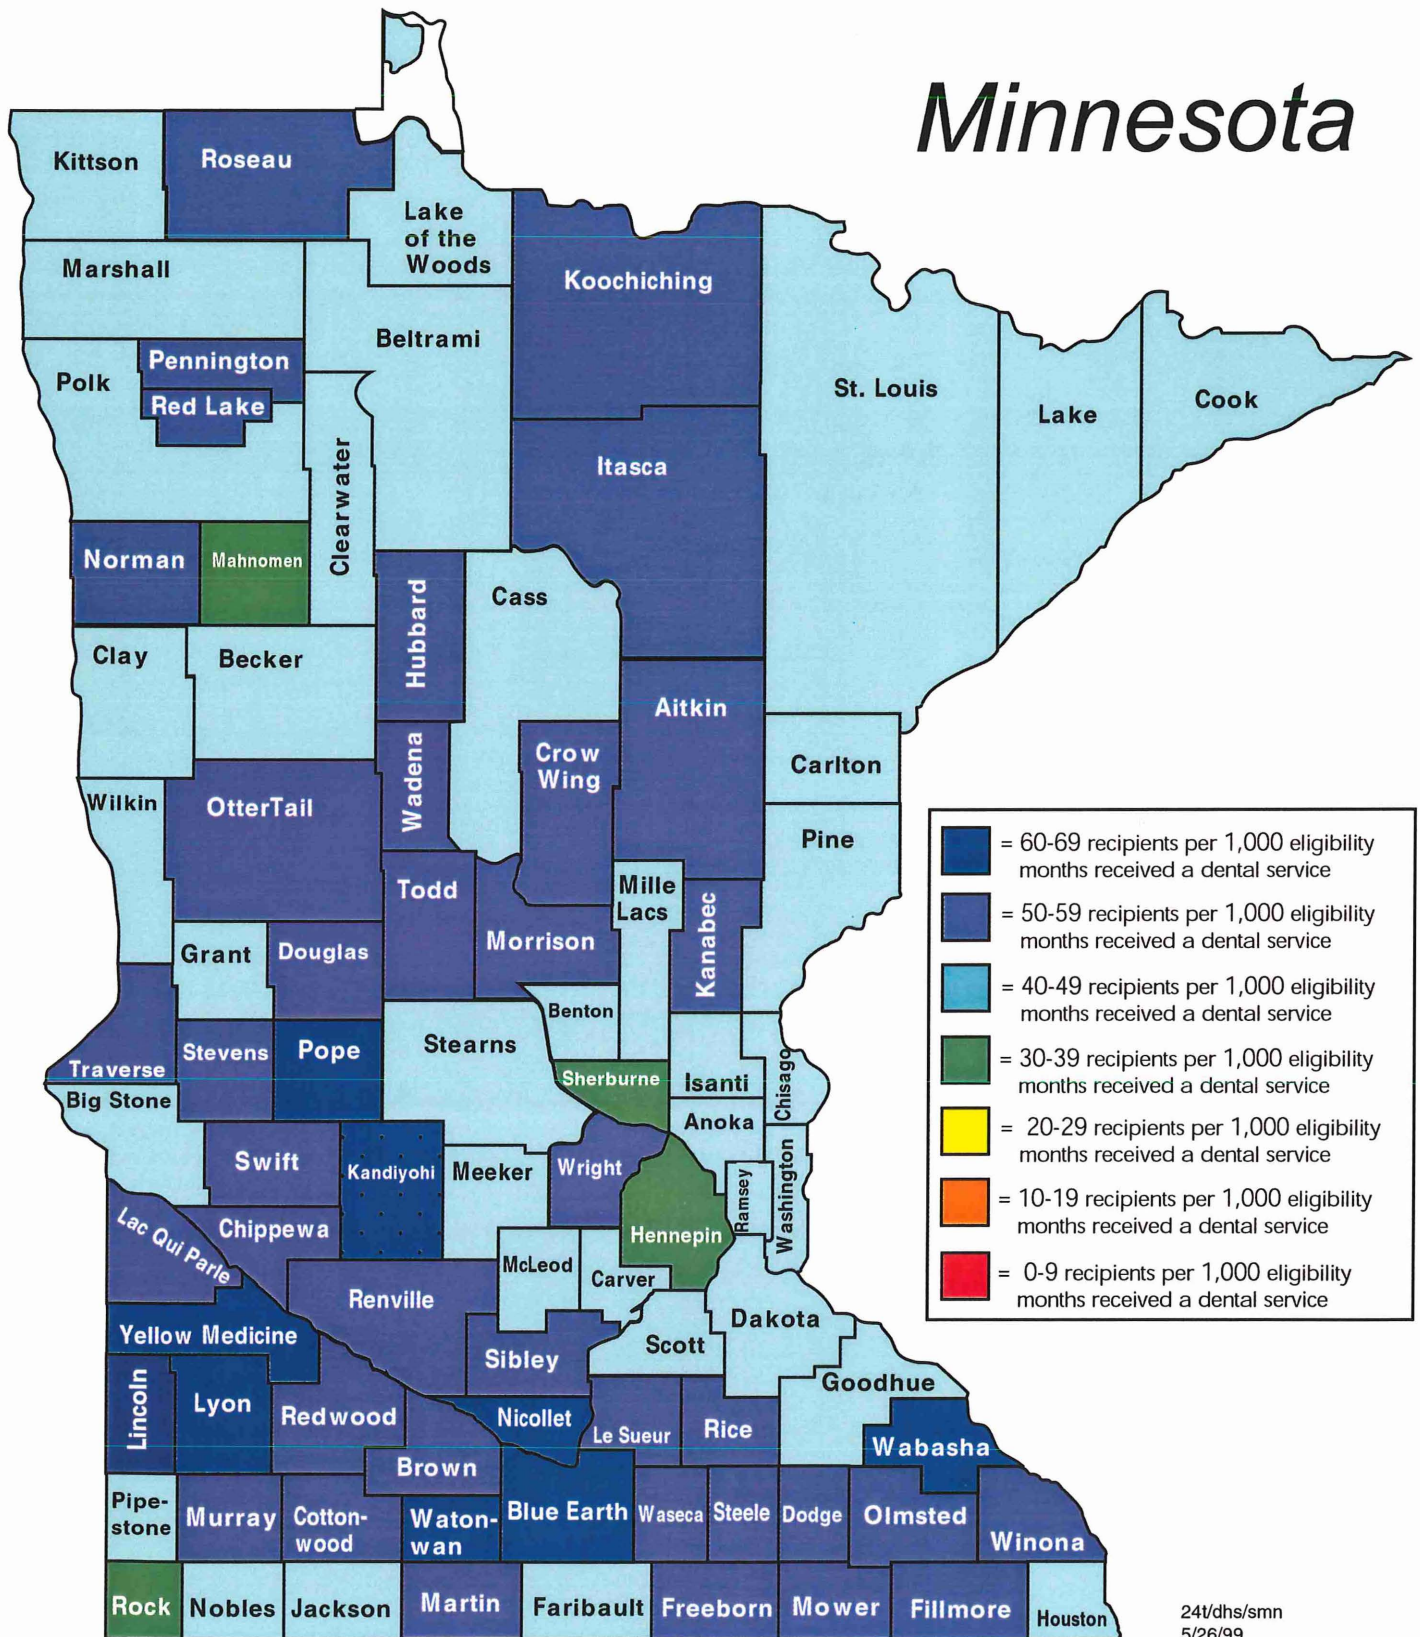 Minnesota
Kittson
Roseau
Lake
of the
Woods
Marshall
Koochiching
Beltrami
Pennington
Polk
Red Lake
St. Louis
Lake
Cook
Clearwater
Itasca
Norman
Mahnomen
Hubbard
Cass
Clay
Becker
Aitkin
Wadena
Crow
Wing
Carlton
Wilkin
OtterTail
Pine
Todd
Mille
Lacs
Kanabec
Morrison
Grant
Douglas
Benton
Stearns
Traverse
Stevens
Pope
Sherburne
Isanti
Chisago
Big Stone
Anoka
Swift
Kandiyohi
Meeker
Wright
Ramsey
Washington
Lac Qui Parle
Chippewa
Hennepin
McLeod
Carver
Renville
Dakota
Yellow Medicine
Sibley
Scott
Goodhue
Lincoln
Lyon
Redwood
Nicollet
Le Sueur
Rice
Wabasha
Brown
Pipe-
stone
Murray
Cotton-
wood
Waton-
wan
Blue Earth
Waseca
Steele
Dodge
Olmsted
Winona
Rock
Nobles
Jackson
Martin
Faribault
Freeborn
Mower
Fillmore
Houston
= 60-69 recipients per 1,000 eligibility
months received a dental service
= 50-59 recipients per 1,000 eligibility
months received a dental service
= 40-49 recipients per 1,000 eligibility
months received a dental service
= 30-39 recipients per 1,000 eligibility
months received a dental service
= 20-29 recipients per 1,000 eligibility
months received a dental service
= 10-19 recipients per 1,000 eligibility
months received a dental service
= 0-9 recipients per 1,000 eligibility
months received a dental service
24t/dhs/smn
5/26/99